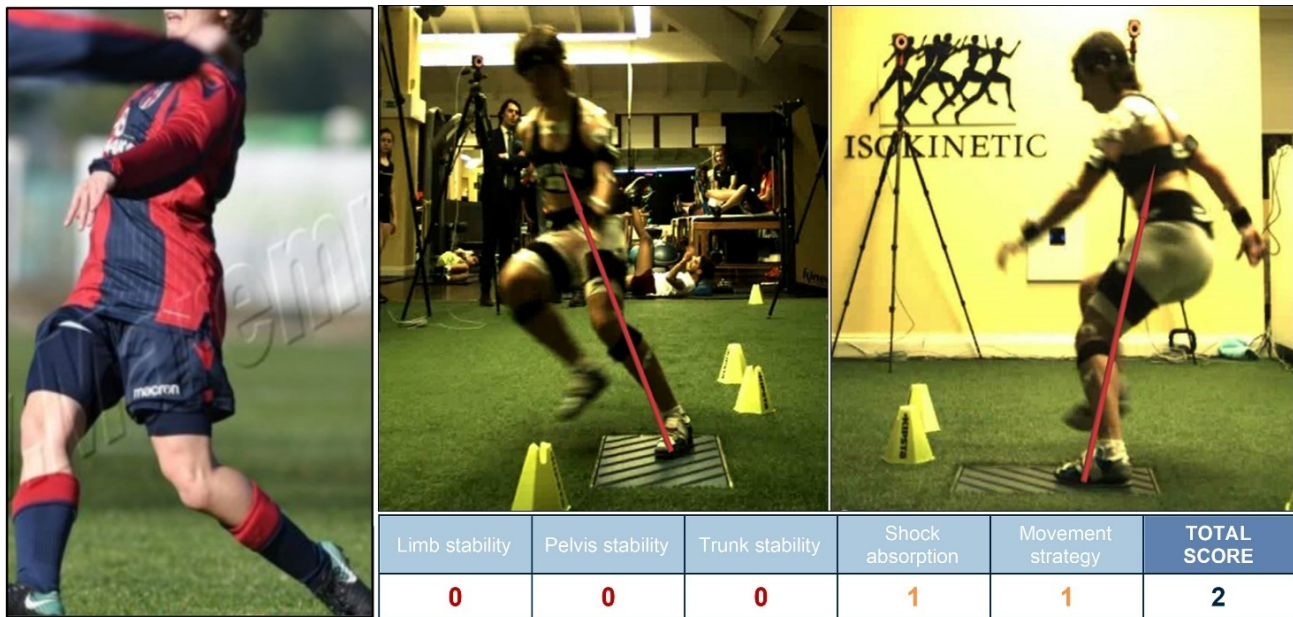 macron
ISOKINETIC
KIPSTA
Limb stability
Pelvis stability
Trunk stability
Shock absorption
Movement strategy
TOTAL SCORE
0
0
0
1
1
2